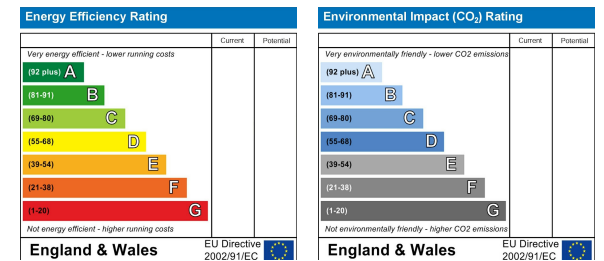 Energy Efficiency Rating
Current Potential
Very energy efficient - lower running costs
(92 plus) A
(81-91) B
(69-80) C
(55-68) D
(39-54) E
(21-38) F
(1-20) G
Not energy efficient - higher running costs
England & Wales
EU Directive
2002/91/EC
Environmental Impact (CO₂) Rating
Current Potential
Very environmentally friendly - lower CO2 emissions
(92 plus) A
(81-91) B
(69-80) C
(55-68) D
(39-54) E
(21-38) F
(1-20) G
Not environmentally friendly - higher CO2 emissions
England & Wales
EU Directive
2002/91/EC